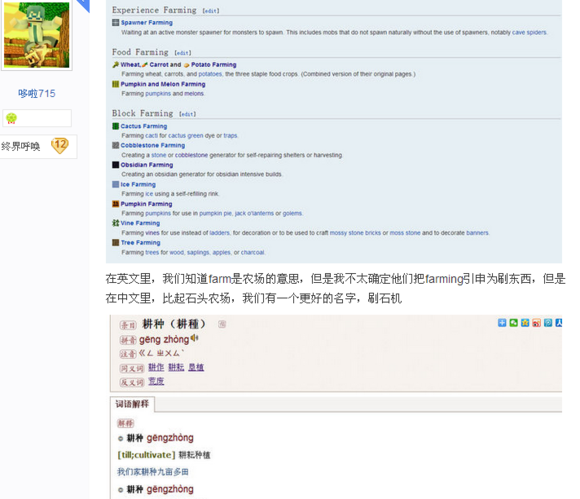 哆啦715
终界呼唤 12
Experience Farming [edit]
Spawner Farming
Waiting at an active monster spawner for monsters to spawn. This includes mobs that do not spawn naturally without the use of spawners, notably cave spiders.
Food Farming [edit]
Wheat, Carrot and Potato Farming
Farming wheat, carrots, and potatoes, the three staple food crops. (Combined version of their original pages.)
Pumpkin and Melon Farming
Farming pumpkins and melons.
Block Farming [edit]
Cactus Farming
Farming cacti for cactus green dye or traps.
Cobblestone Farming
Creating a stone or cobblestone generator for self-repairing shelters or harvesting.
Obsidian Farming
Creating an obsidian generator for obsidian intensive builds.
Ice Farming
Farming ice using a self-refilling rink.
Pumpkin Farming
Farming pumpkins for use in pumpkin pie, jack o'lanterns or golems.
Vine Farming
Farming vines for use instead of ladders, for decoration or to be used to craft mossy stone bricks or moss stone and to decorate banners.
Tree Farming
Farming trees for wood, saplings, apples, or charcoal.
在英文里，我们知道farm是农场的意思，但是我不太确定他们把farming引申为刷东西，但是
在中文里，比起石头农场，我们有一个更好的名字，刷石机
条目 耕种（耕種）
拼音 gēng zhòng
注音 ㄍㄥ ㄓㄨㄥˋ
同义词 耕作 耕耘 垦植
反义词 荒废
词语解释
解释
耕种 gēngzhòng
[till;cultivate] 耕耘种植
我们家耕种九亩多田
耕种 gēngzhòng